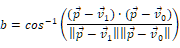 b = cos⁻¹ ( (p⃗ − v⃗₁) · (p⃗ − v⃗₀) / ‖p⃗ − v⃗₁‖‖p⃗ − v⃗₀‖ )